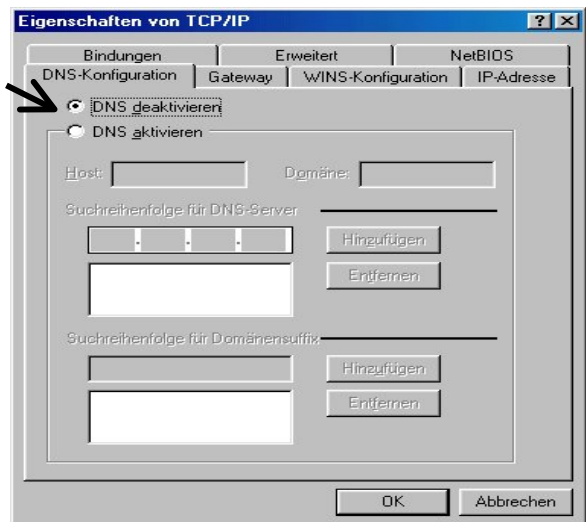 Eigenschaften von TCP/IP
Bindungen Erweitert NetBIOS
DNS-Konfiguration Gateway WINS-Konfiguration IP-Adresse
DNS deaktivieren
DNS aktivieren
Host: Domäne:
Suchreihenfolge für DNS-Server
Hinzufügen
Entfernen
Suchreihenfolge für Domänensuffix
Hinzufügen
Entfernen
OK Abbrechen